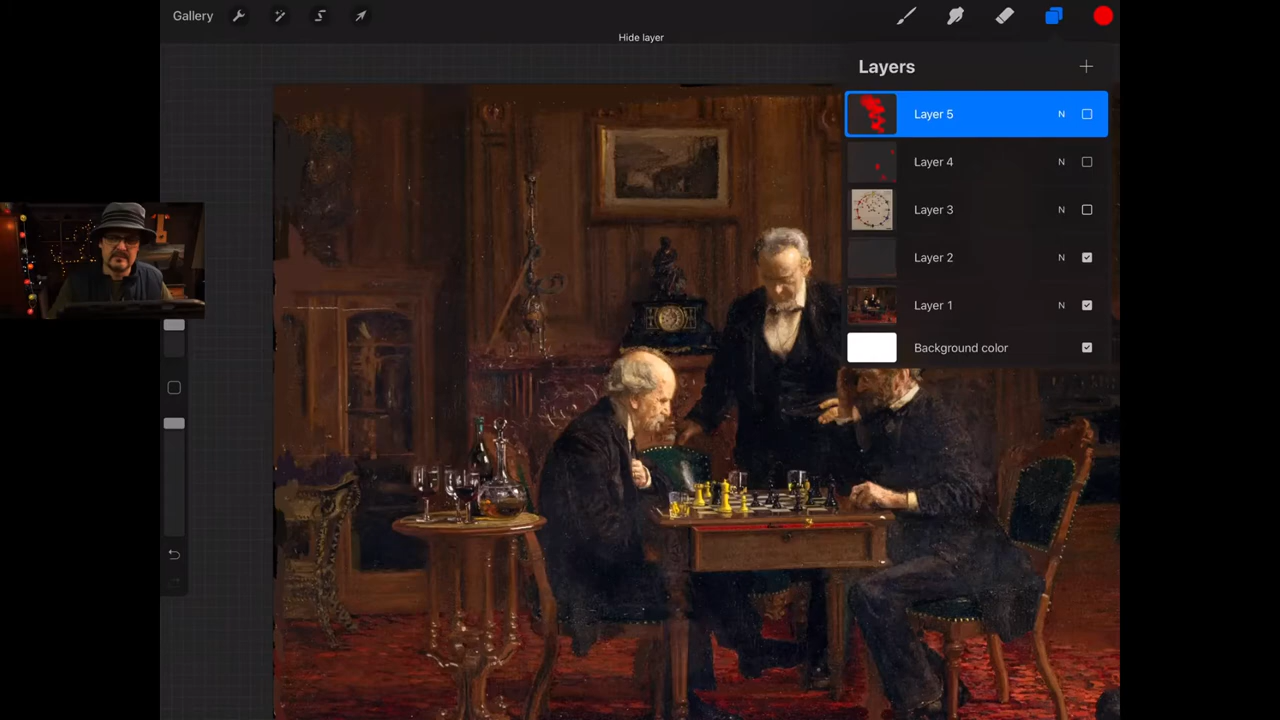 Gallery
Hide layer
Layers
Layer 5 N
Layer 4 N
Layer 3 N
Layer 2 N
Layer 1 N
Background color